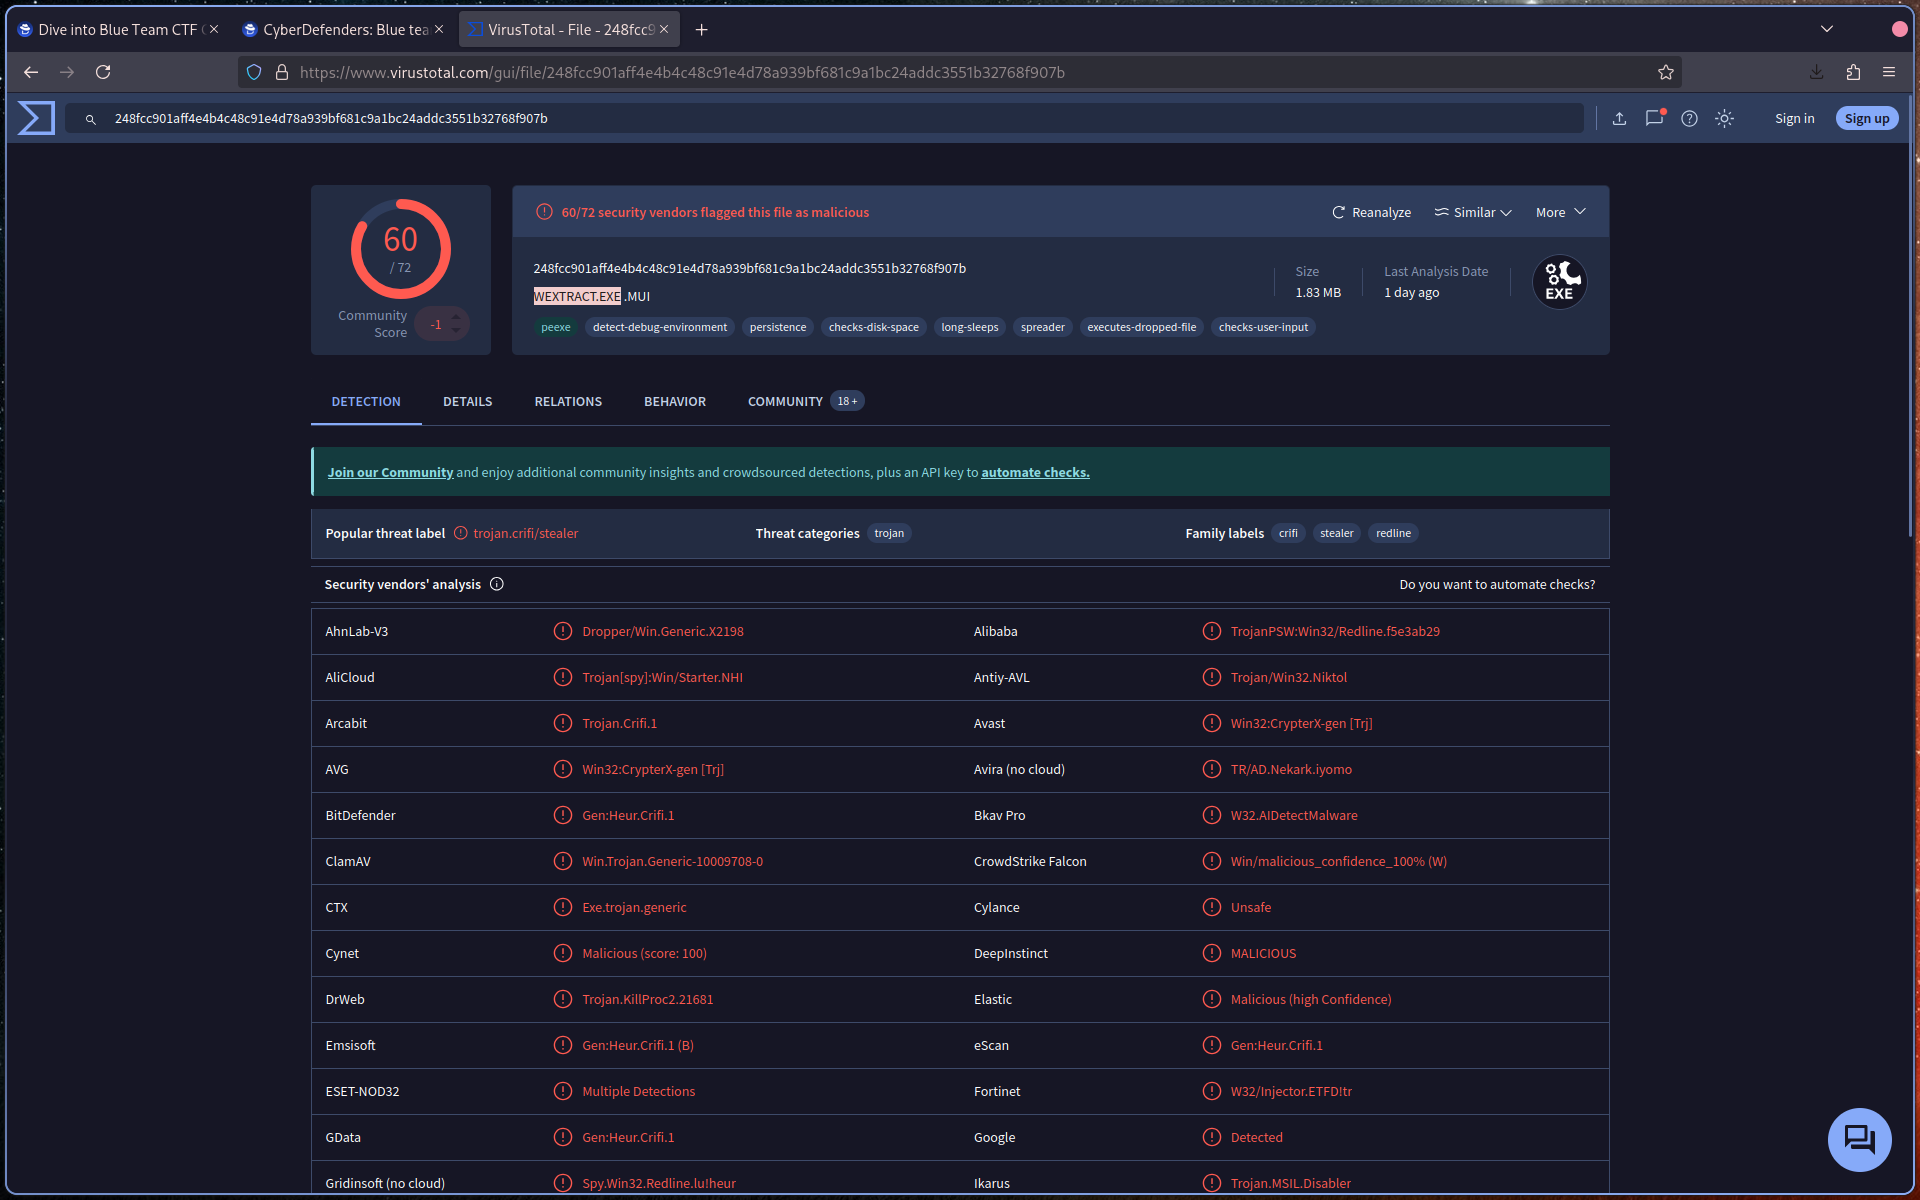 Dive into Blue Team CTF C
CyberDefenders: Blue tea
VirusTotal - File - 248fcc9
https://www.virustotal.com/gui/file/248fcc901aff4e4b4c48c91e4d78a939bf681c9a1bc24addc3551b32768f907b
248fcc901aff4e4b4c48c91e4d78a939bf681c9a1bc24addc3551b32768f907b
Sign in
Sign up
60
/ 72
Community
Score
-1
60/72 security vendors flagged this file as malicious
Reanalyze
Similar
More
248fcc901aff4e4b4c48c91e4d78a939bf681c9a1bc24addc3551b32768f907b
WEXTRACT.EXE .MUI
Size
1.83 MB
Last Analysis Date
1 day ago
EXE
peexe
detect-debug-environment
persistence
checks-disk-space
long-sleeps
spreader
executes-dropped-file
checks-user-input
DETECTION
DETAILS
RELATIONS
BEHAVIOR
COMMUNITY 18 +
Join our Community and enjoy additional community insights and crowdsourced detections, plus an API key to automate checks.
Popular threat label trojan.crifi/stealer
Threat categories trojan
Family labels crifi stealer redline
Security vendors' analysis
Do you want to automate checks?
AhnLab-V3 Dropper/Win.Generic.X2198
Alibaba TrojanPSW:Win32/Redline.f5e3ab29
AliCloud Trojan[spy]:Win/Starter.NHI
Antiy-AVL Trojan/Win32.Niktol
Arcabit Trojan.Crifi.1
Avast Win32:CrypterX-gen [Trj]
AVG Win32:CrypterX-gen [Trj]
Avira (no cloud) TR/AD.Nekark.iyomo
BitDefender Gen:Heur.Crifi.1
Bkav Pro W32.AIDetectMalware
ClamAV Win.Trojan.Generic-10009708-0
CrowdStrike Falcon Win/malicious_confidence_100% (W)
CTX Exe.trojan.generic
Cylance Unsafe
Cynet Malicious (score: 100)
DeepInstinct MALICIOUS
DrWeb Trojan.KillProc2.21681
Elastic Malicious (high Confidence)
Emsisoft Gen:Heur.Crifi.1 (B)
eScan Gen:Heur.Crifi.1
ESET-NOD32 Multiple Detections
Fortinet W32/Injector.ETFD!tr
GData Gen:Heur.Crifi.1
Google Detected
Gridinsoft (no cloud) Spy.Win32.Redline.lu!heur
Ikarus Trojan.MSIL.Disabler